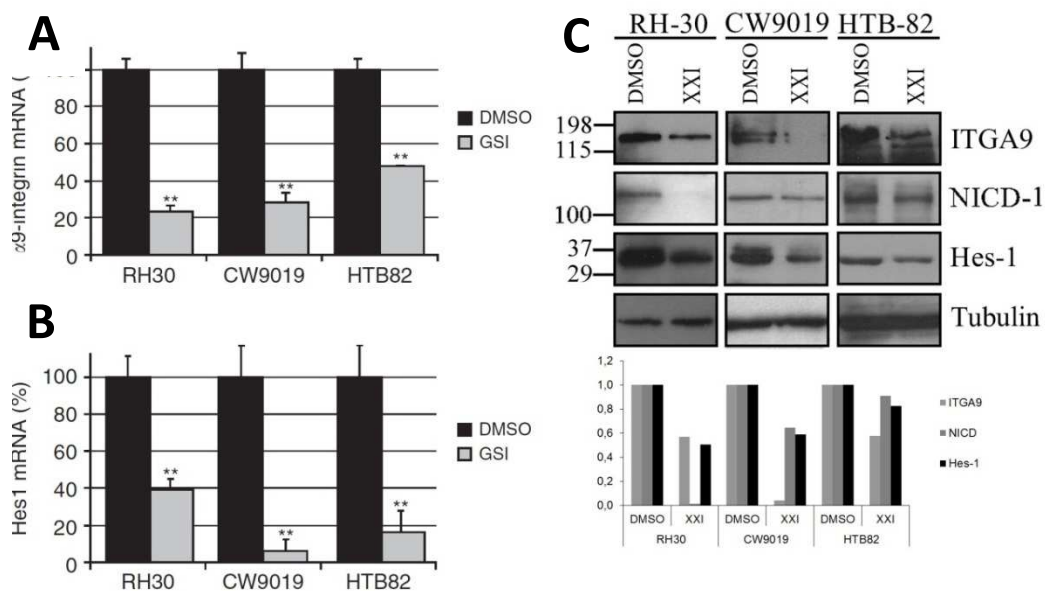 A
α9-integrin mRNA (
80
60
40
20
0
** ** **
RH30 CW9019 HTB82
DMSO
GSI
B
Hes1 mRNA (%)
100
80
60
40
20
0
** ** **
RH30 CW9019 HTB82
DMSO
GSI
C
RH-30 CW9019 HTB-82
DMSO XXI DMSO XXI DMSO XXI
198
115
ITGA9
100
NICD-1
37
29
Hes-1
Tubulin
1,2
1,0
0,8
0,6
0,4
0,2
0,0
DMSO XXI DMSO XXI DMSO XXI
RH30 CW9019 HTB82
ITGA9
NICD
Hes-1